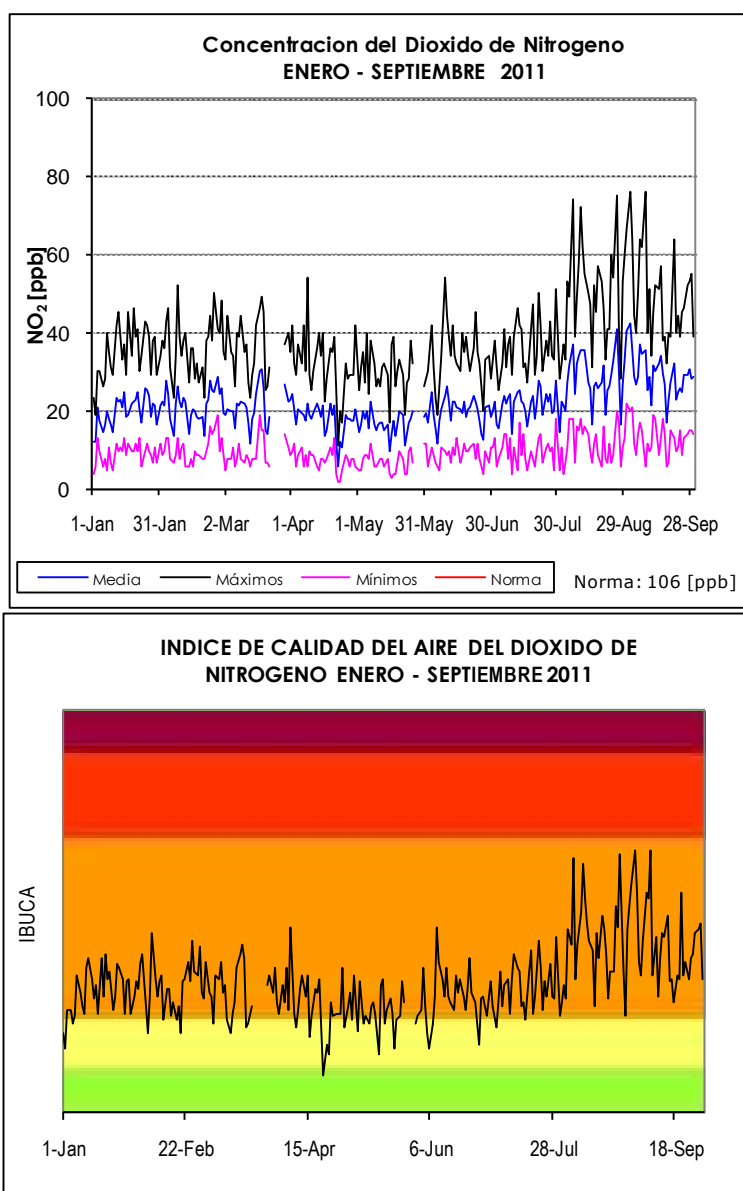 Concentracion del Dioxido de Nitrogeno
ENERO - SEPTIEMBRE 2011
100
80
60
40
20
0
NO₂ [ppb]
1-Jan 31-Jan 2-Mar 1-Apr 1-May 31-May 30-Jun 30-Jul 29-Aug 28-Sep
Media Máximos Mínimos Norma Norma: 106 [ppb]
INDICE DE CALIDAD DEL AIRE DEL DIOXIDO DE
NITROGENO ENERO - SEPTIEMBRE 2011
IBUCA
1-Jan 22-Feb 15-Apr 6-Jun 28-Jul 18-Sep